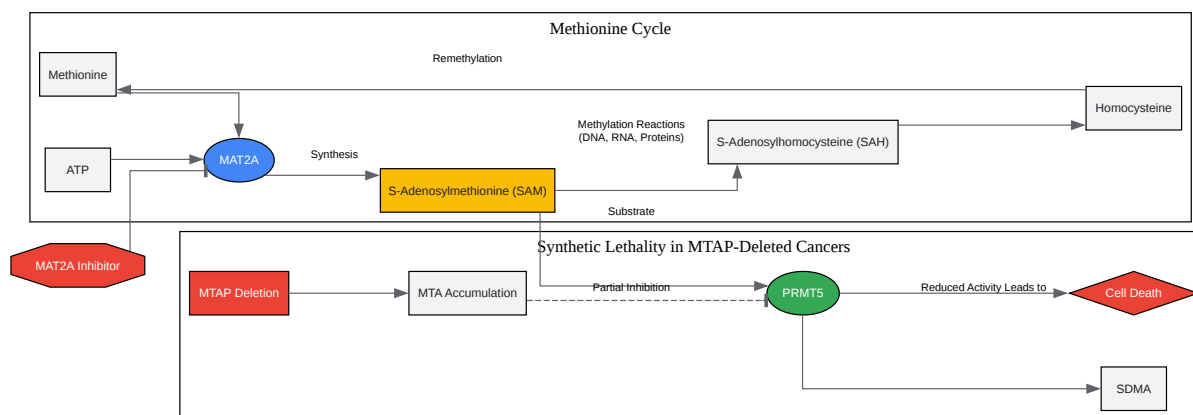 Methionine Cycle
Remethylation
Methionine
Homocysteine
Methylation Reactions
(DNA, RNA, Proteins)
S-Adenosylhomocysteine (SAH)
ATP
MAT2A
Synthesis
S-Adenosylmethionine (SAM)
Substrate
MAT2A Inhibitor
Synthetic Lethality in MTAP-Deleted Cancers
MTAP Deletion
MTA Accumulation
Partial Inhibition
PRMT5
Reduced Activity Leads to
Cell Death
SDMA